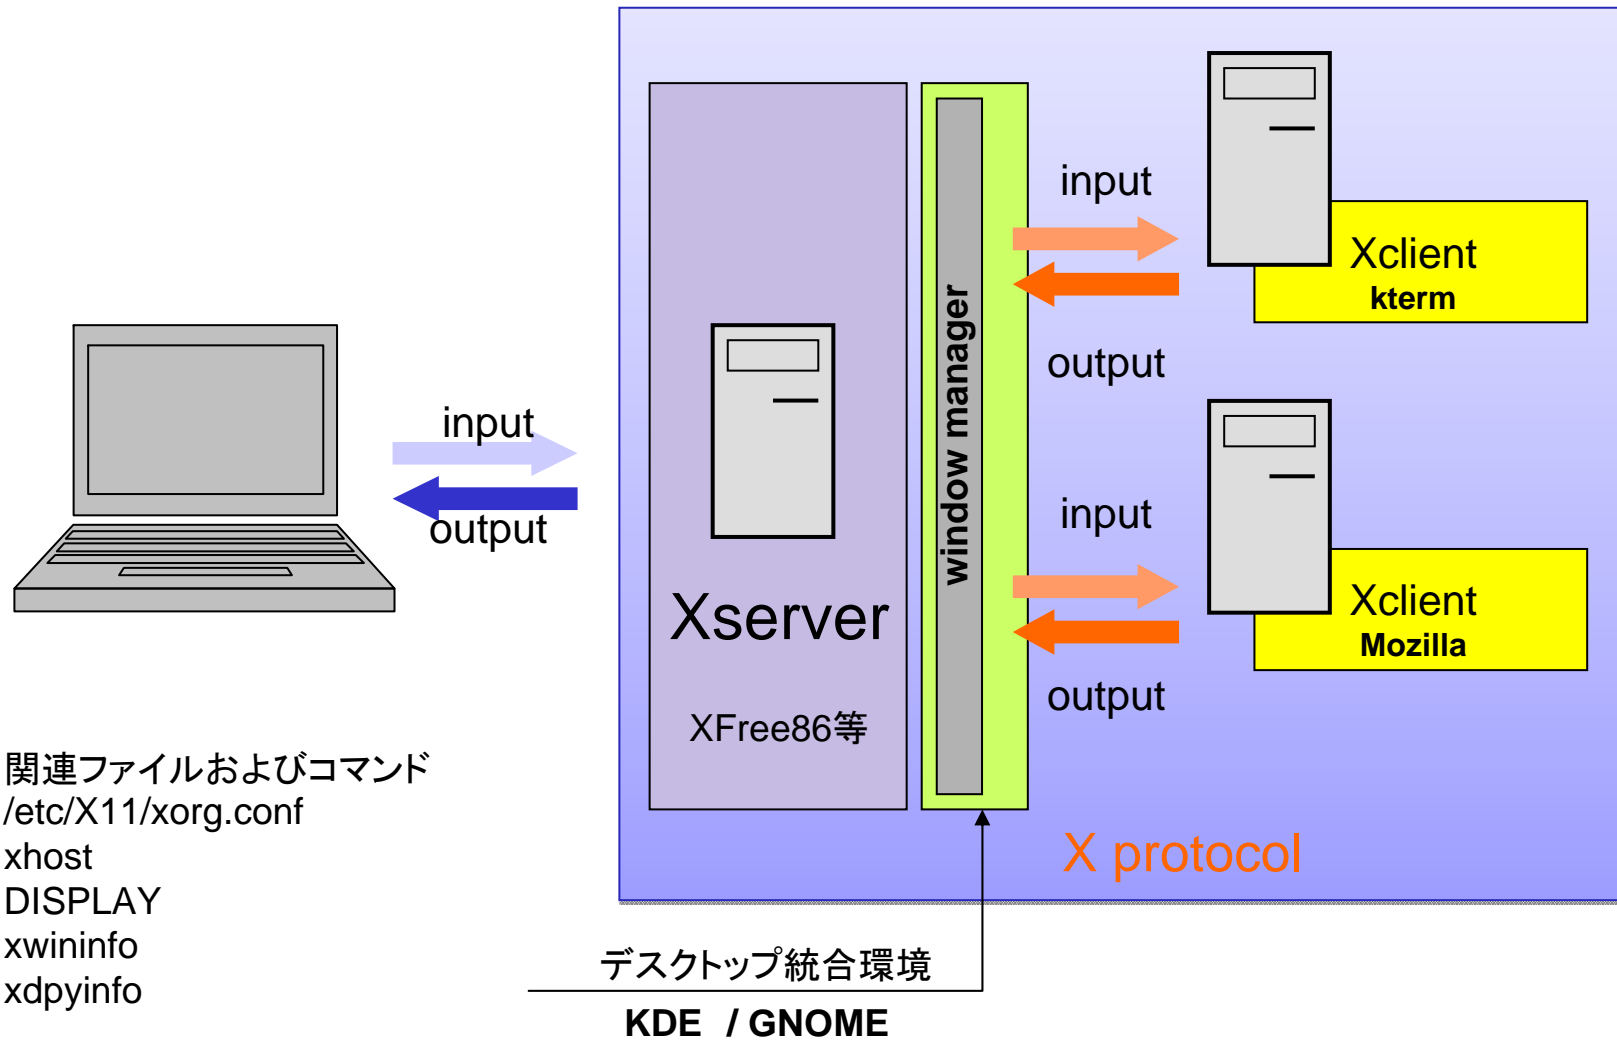 input
output
Xserver
XFree86等
window manager
input
output
Xclient
kterm
input
output
Xclient
Mozilla
X protocol
関連ファイルおよびコマンド
/etc/X11/xorg.conf
xhost
DISPLAY
xwininfo
xdpyinfo
デスクトップ統合環境
KDE / GNOME